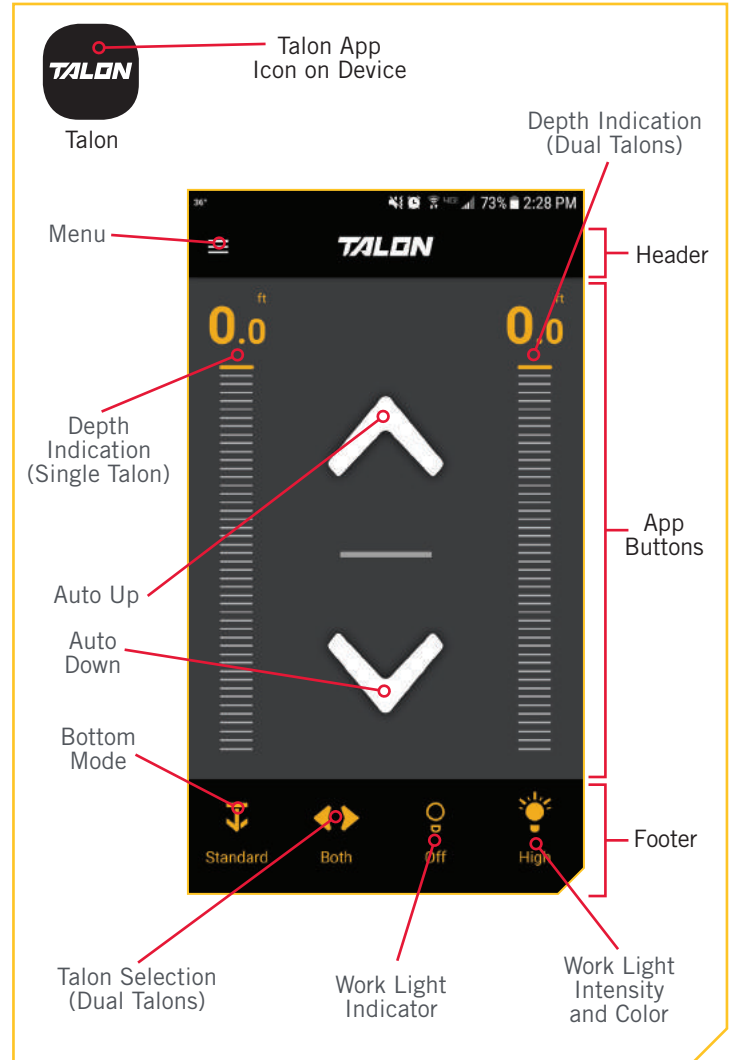 TALON
Talon App
Icon on Device
Talon
Depth Indication
(Dual Talons)
36°
73% 2:28 PM
Menu
TALON
Header
ft
0.0
ft
0.0
Depth
Indication
(Single Talon)
App
Buttons
Auto Up
Auto
Down
Bottom
Mode
Standard
Both
Off
High
Footer
Talon Selection
(Dual Talons)
Work Light
Indicator
Work Light
Intensity
and Color